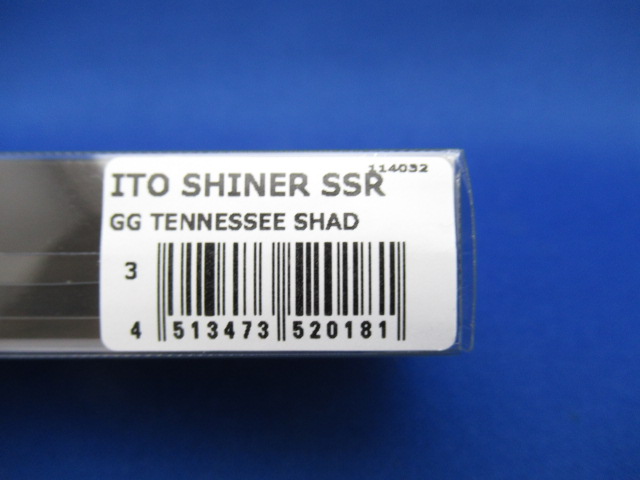 114032
ITO SHINER SSR
GG TENNESSEE SHAD
3
4 513473 520181